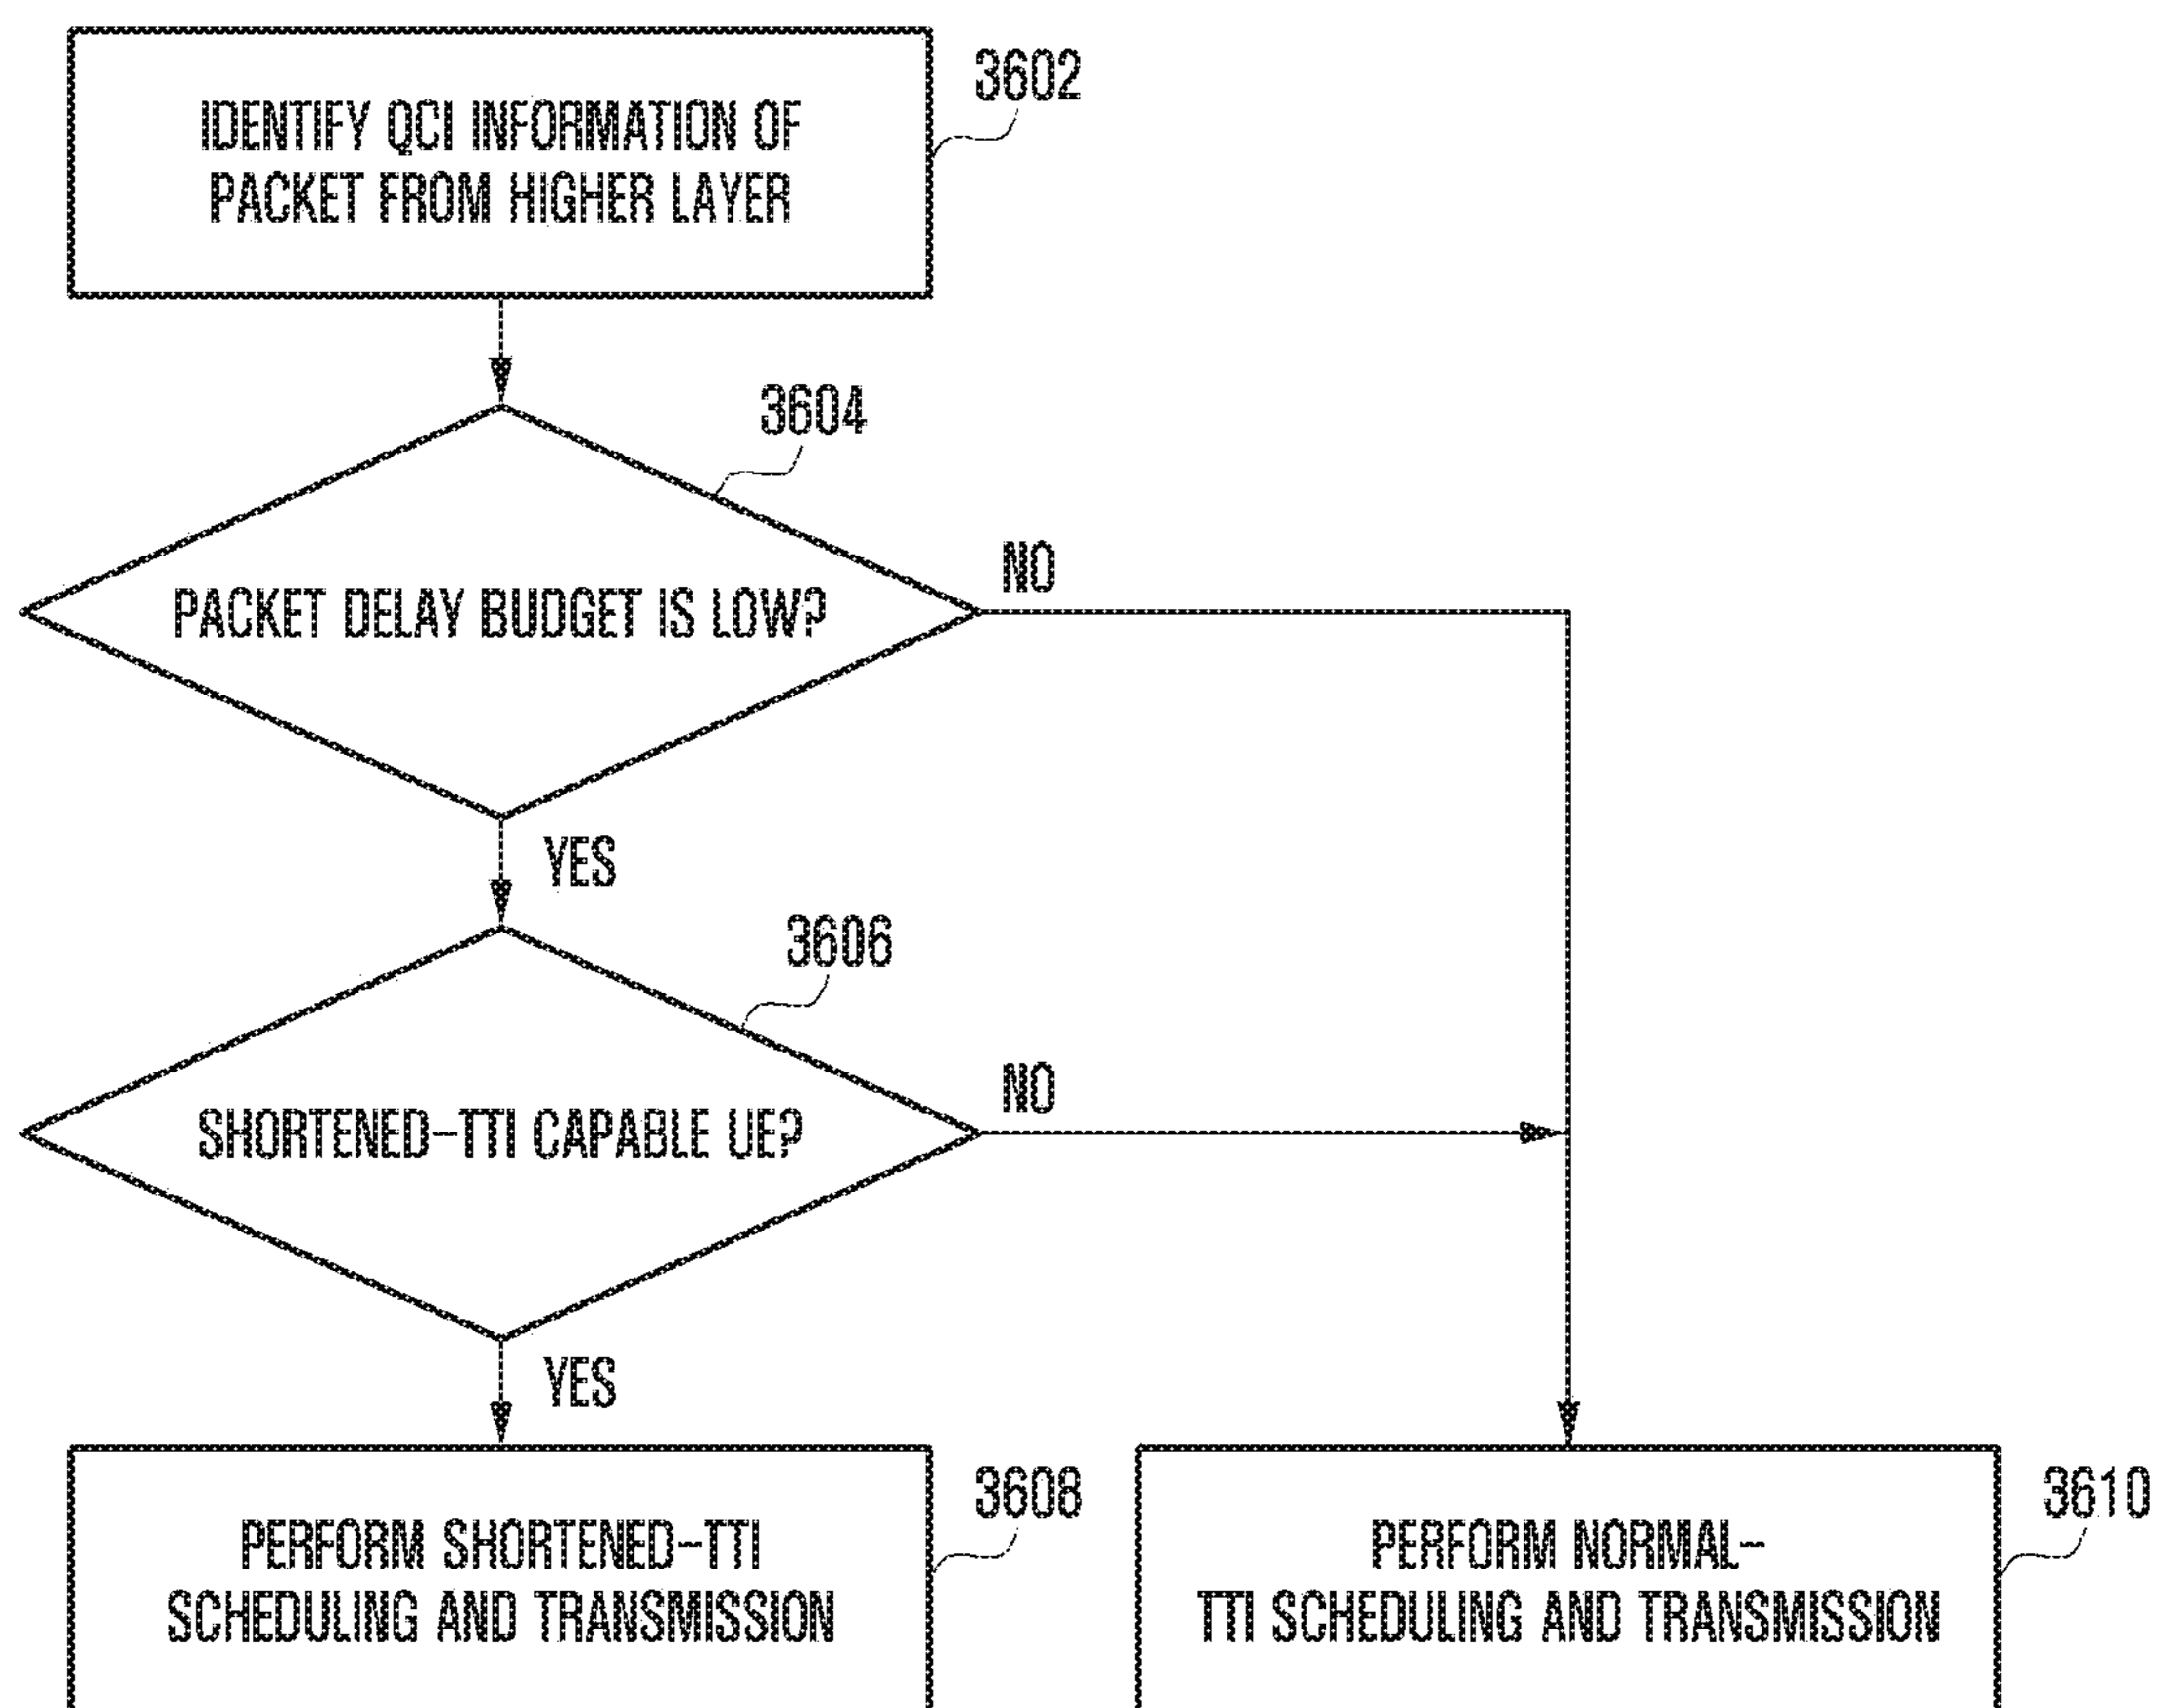 3602
IDENTIFY QCI INFORMATION OF
PACKET FROM HIGHER LAYER
3604
NO
PACKET DELAY BUDGET IS LOW?
YES
3606
NO
SHORTENED-TTI CAPABLE UE?
YES
3608
PERFORM SHORTENED-TTI
SCHEDULING AND TRANSMISSION
3610
PERFORM NORMAL-
TTI SCHEDULING AND TRANSMISSION